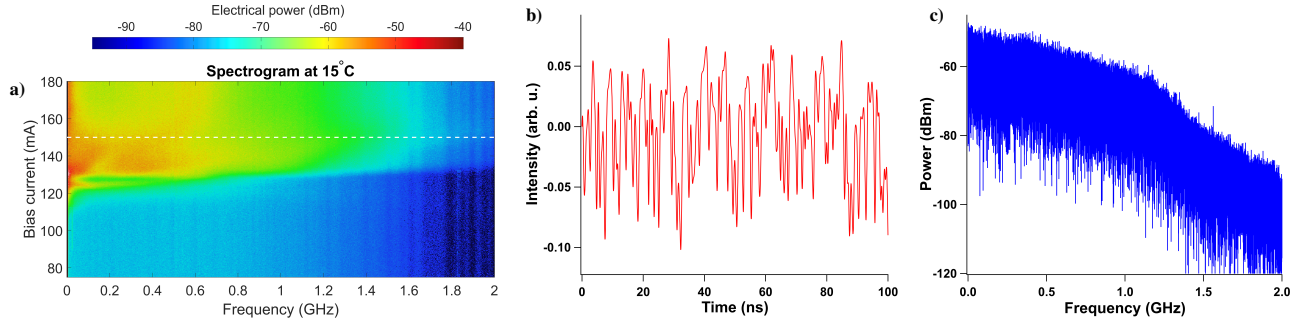 Electrical power (dBm)
-90 -80 -70 -60 -50 -40
a)
Spectrogram at 15°C
Bias current (mA)
180
160
140
120
100
80
0 0.2 0.4 0.6 0.8 1 1.2 1.4 1.6 1.8 2
Frequency (GHz)
b)
Intensity (arb. u.)
0.05
0.00
-0.05
-0.10
0 20 40 60 80 100
Time (ns)
c)
Power (dBm)
-60
-80
-100
-120
0.0 0.5 1.0 1.5 2.0
Frequency (GHz)